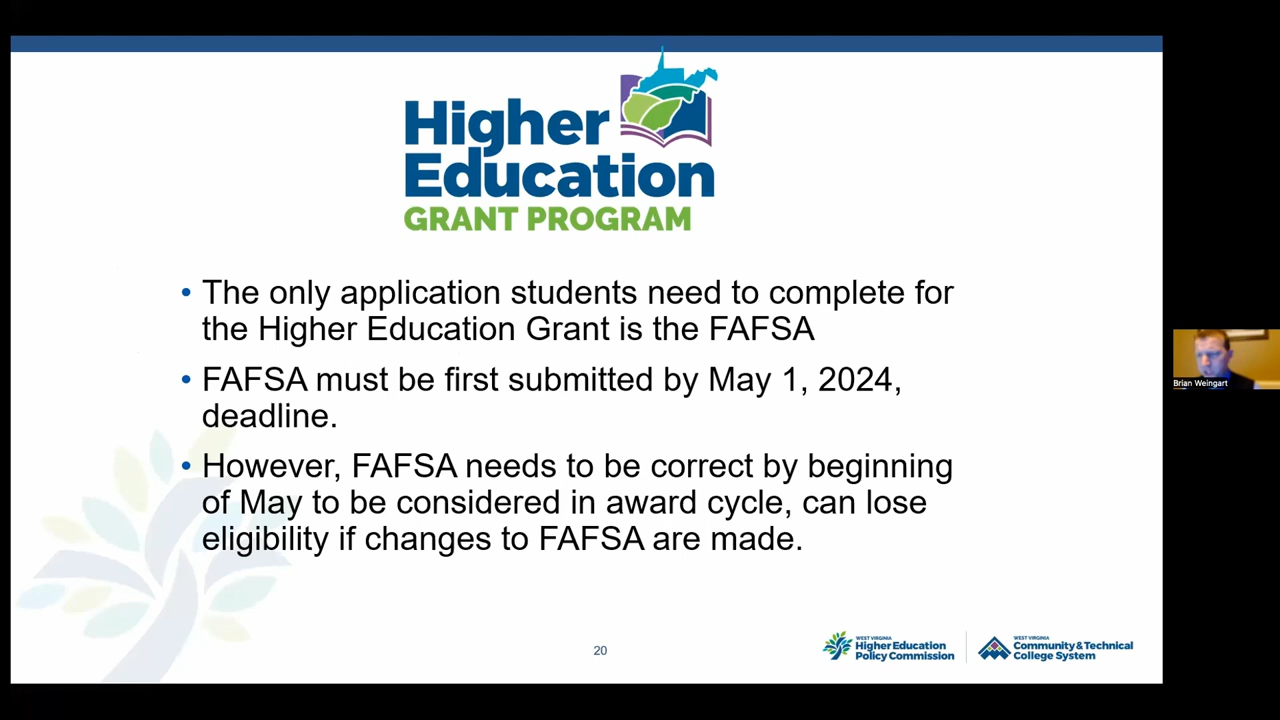 Higher
Education
GRANT PROGRAM
• The only application students need to complete for
the Higher Education Grant is the FAFSA
• FAFSA must be first submitted by May 1, 2024,
deadline.
• However, FAFSA needs to be correct by beginning
of May to be considered in award cycle, can lose
eligibility if changes to FAFSA are made.
Brian Weingart
20
WEST VIRGINIA
Higher Education
Policy Commission
WEST VIRGINIA
Community & Technical
College System